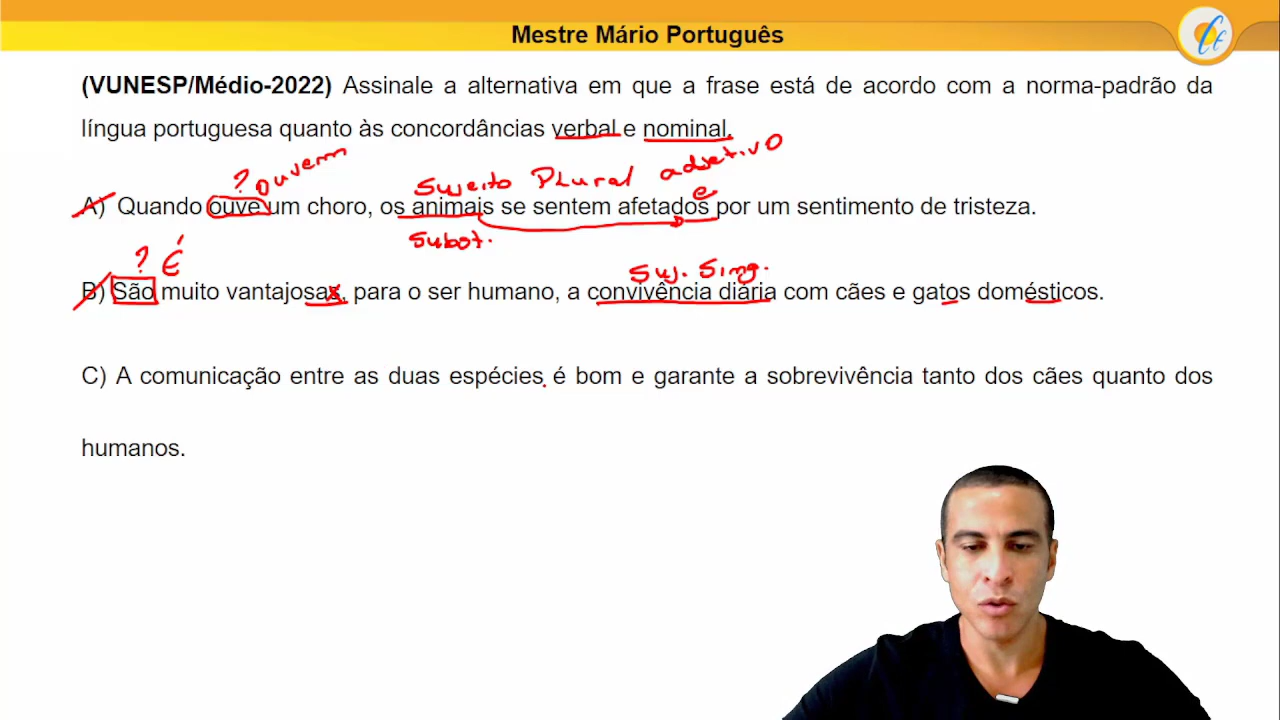 Mestre Mário Português
(VUNESP/Médio-2022) Assinale a alternativa em que a frase está de acordo com a norma-padrão da
língua portuguesa quanto às concordâncias verbal e nominal.
? ouvem Sujeito Plural adjetivo
A) Quando ouve um choro, os animais se sentem afetados por um sentimento de tristeza.
Subst.
? É Suj. Sing.
B) São muito vantajosas, para o ser humano, a convivência diária com cães e gatos domésticos.
C) A comunicação entre as duas espécies é bom e garante a sobrevivência tanto dos cães quanto dos
humanos.